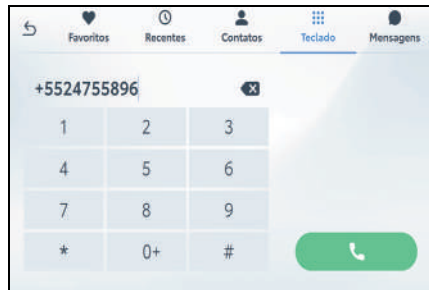 Favoritos Recentes Contatos Teclado Mensagens
+5524755896
1 2 3
4 5 6
7 8 9
* 0+ #